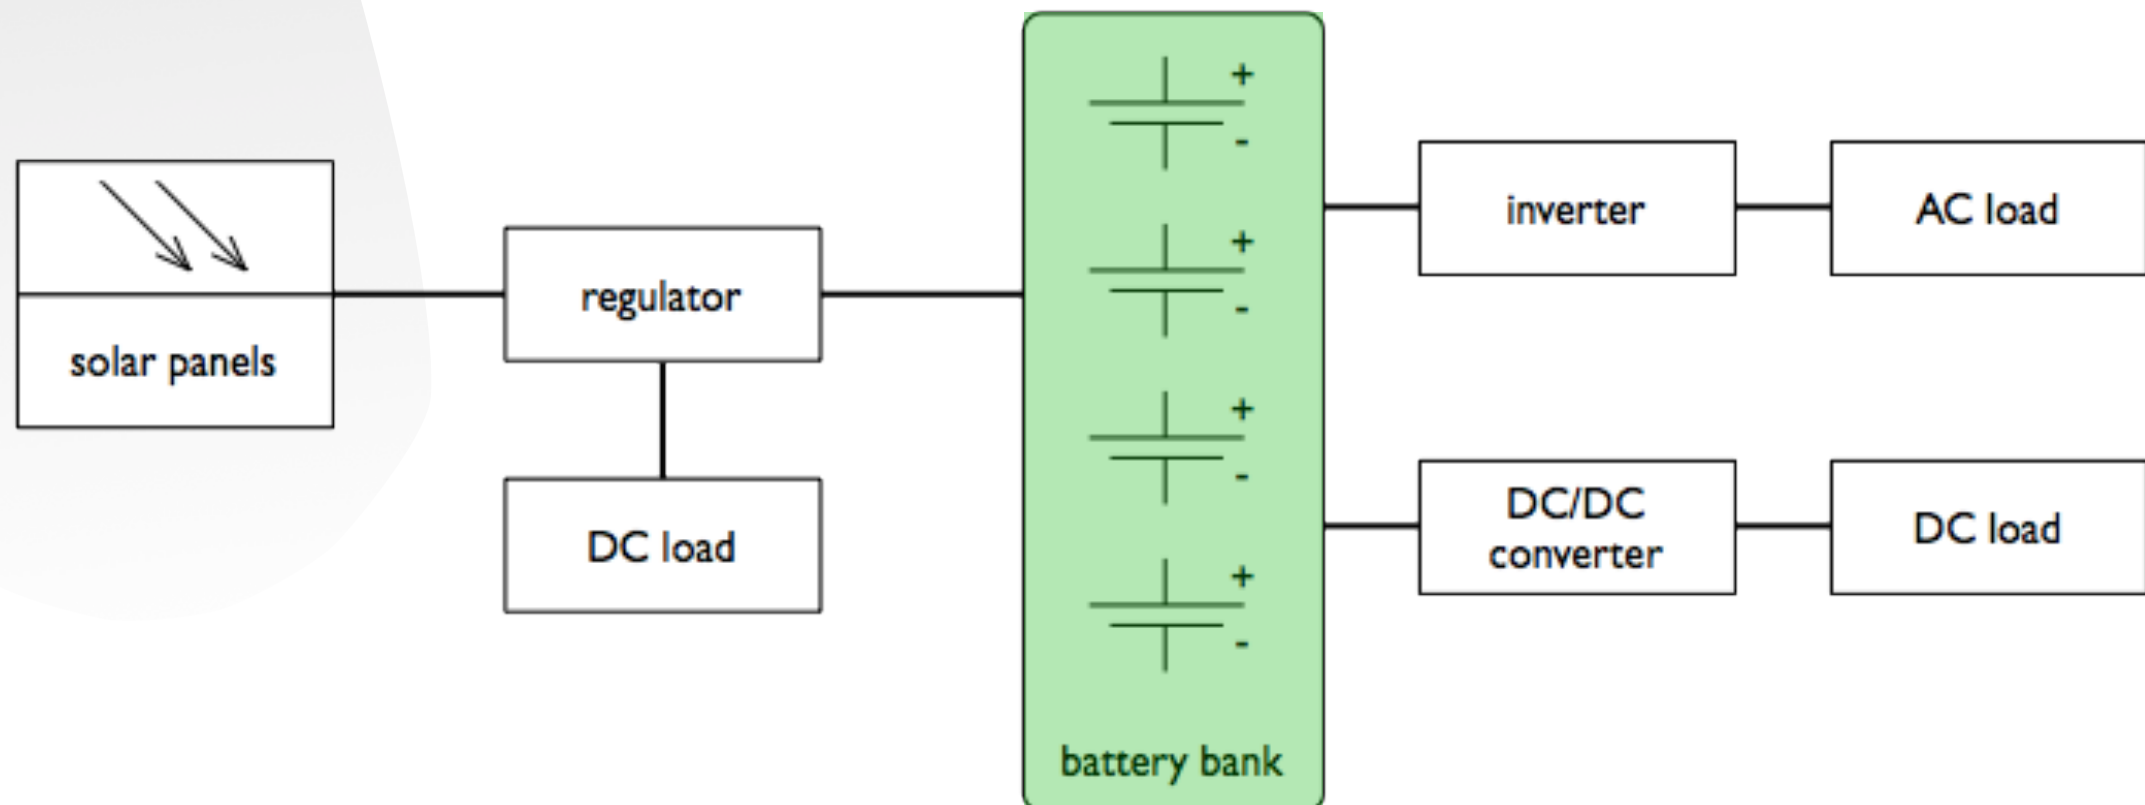 solar panels
regulator
DC load
+
-
+
-
+
-
+
-
battery bank
inverter
AC load
DC/DC
converter
DC load